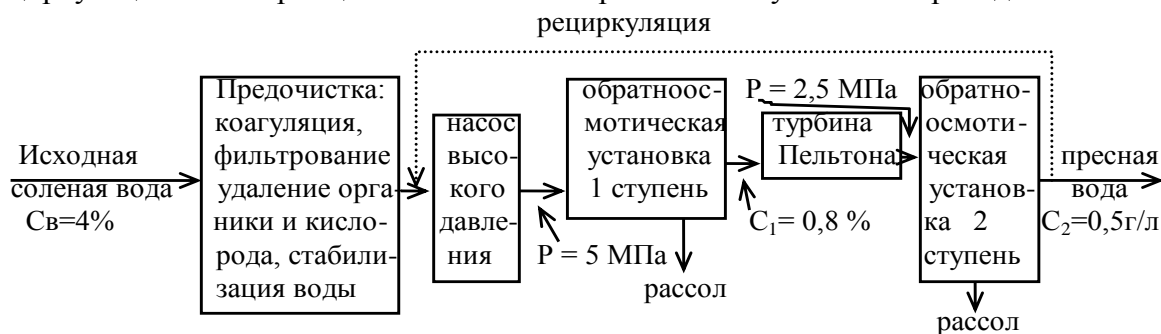 рециркуляция
Исходная
соленая вода
Св=4%
Предочистка:
коагуляция,
фильтрование
удаление орга-
ники и кисло-
рода, стабили-
зация воды
насос
высо-
кого
давле-
ния
Р = 5 МПа
обратноос-
мотическая
установка
1 ступень
рассол
С₁= 0,8 %
Р = 2,5 МПа
турбина
Пельтона
обратно-
осмоти-
ческая
установ-
ка 2
ступень
рассол
пресная
вода
С₂=0,5г/л